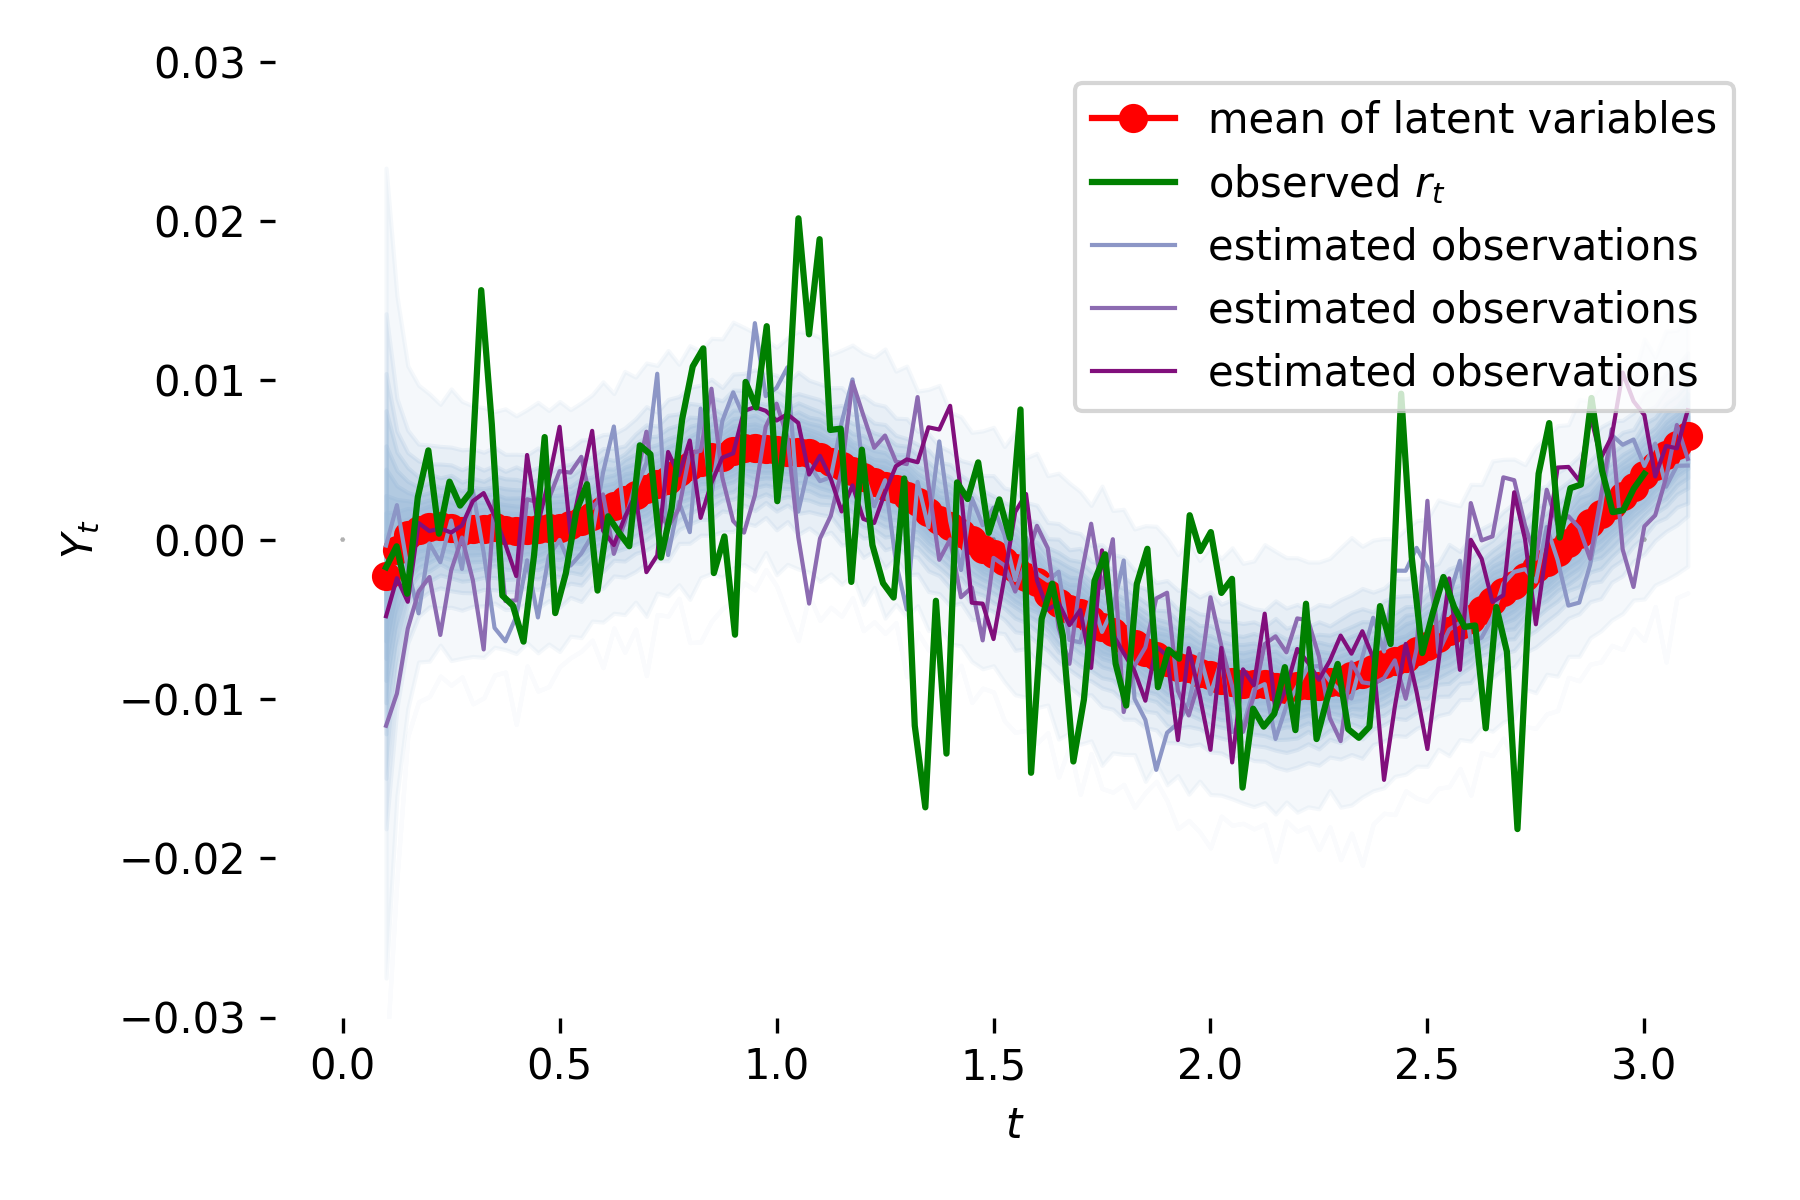 0.03
0.02
0.01
0.00
−0.01
−0.02
−0.03
Y_t
mean of latent variables
observed r_t
estimated observations
estimated observations
estimated observations
0.0 0.5 1.0 1.5 2.0 2.5 3.0
t